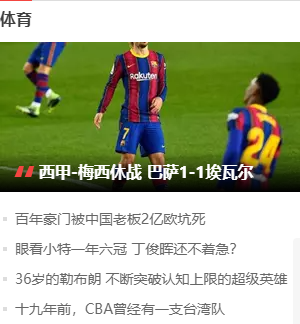 体育
Rakuten
7
24
西甲-梅西休战 巴萨1-1埃瓦尔
百年豪门被中国老板2亿欧坑死
眼看小特一年六冠 丁俊晖还不着急?
36岁的勒布朗 不断突破认知上限的超级英雄
十九年前，CBA曾经有一支台湾队